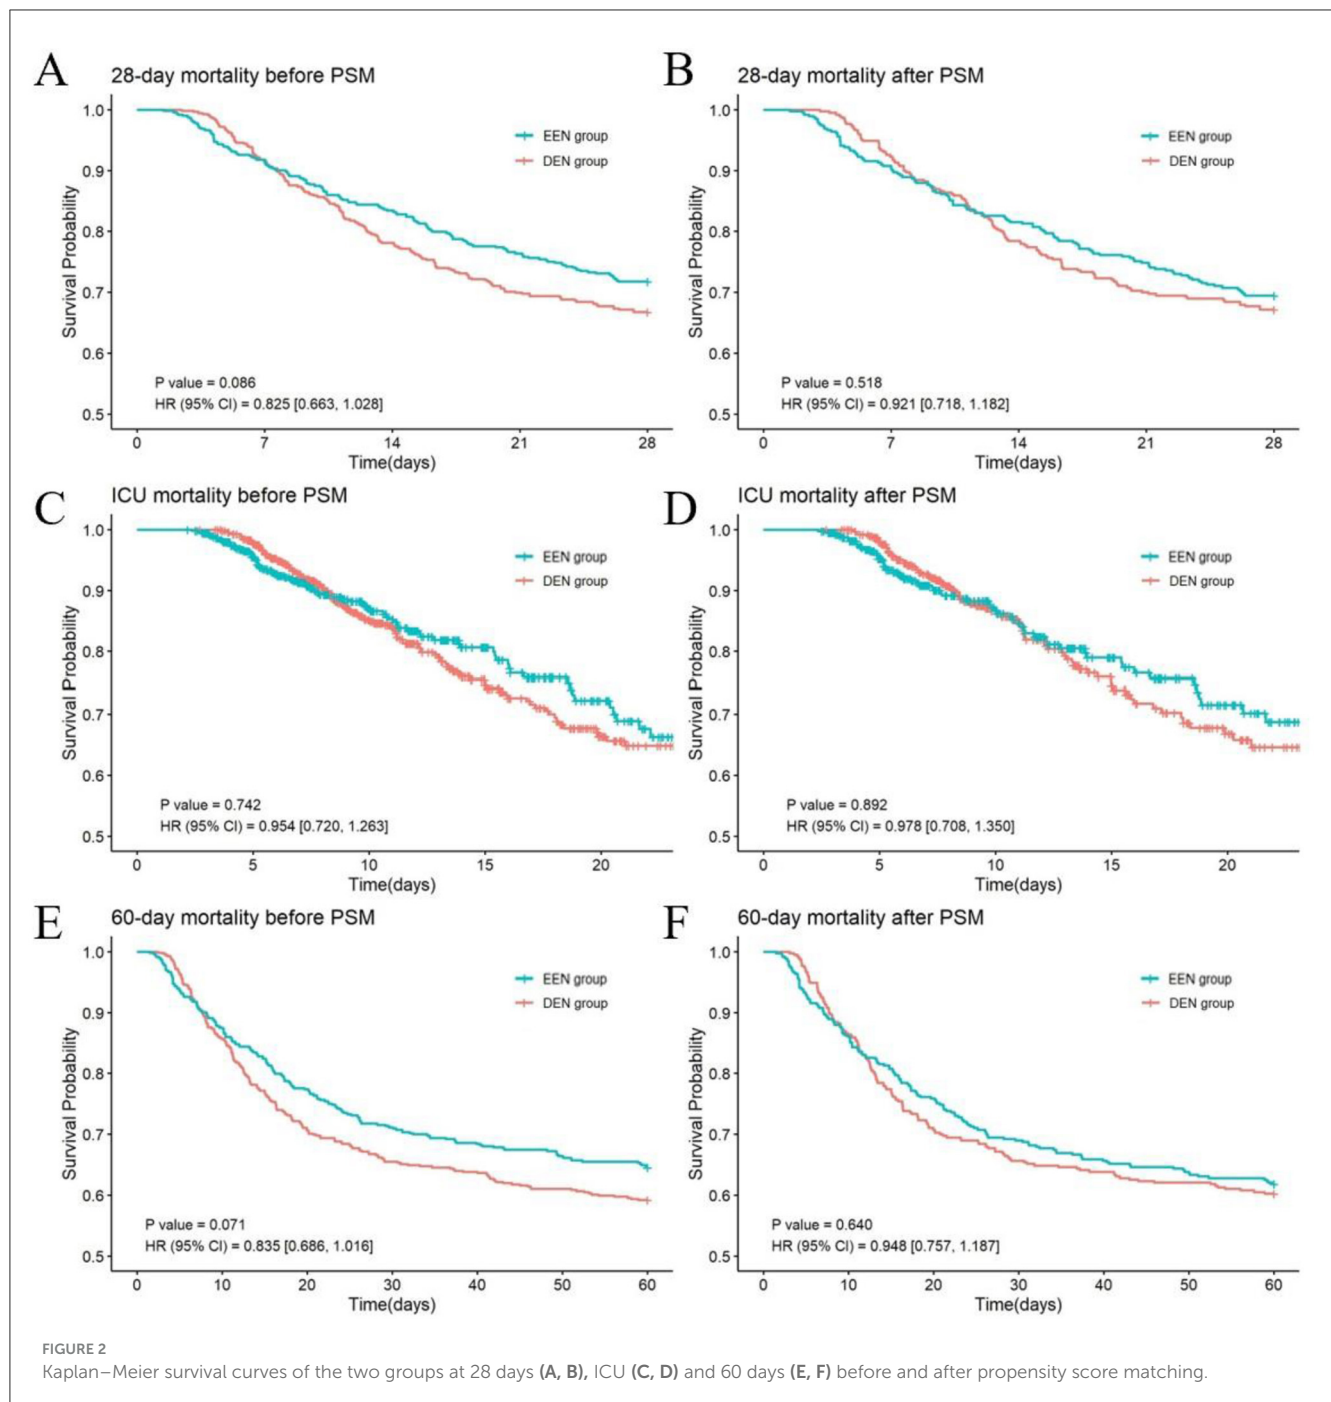 A
28-day mortality before PSM
1.0
0.9
0.8
0.7
0.6
0.5
Survival Probability
EEN group
DEN group
P value = 0.086
HR (95% CI) = 0.825 [0.663, 1.028]
0 7 14 21 28
Time(days)
B
28-day mortality after PSM
1.0
0.9
0.8
0.7
0.6
0.5
Survival Probability
EEN group
DEN group
P value = 0.518
HR (95% CI) = 0.921 [0.718, 1.182]
0 7 14 21 28
Time(days)
C
ICU mortality before PSM
1.0
0.9
0.8
0.7
0.6
0.5
Survival Probability
EEN group
DEN group
P value = 0.742
HR (95% CI) = 0.954 [0.720, 1.263]
0 5 10 15 20
Time(days)
D
ICU mortality after PSM
1.0
0.9
0.8
0.7
0.6
0.5
Survival Probability
EEN group
DEN group
P value = 0.892
HR (95% CI) = 0.978 [0.708, 1.350]
0 5 10 15 20
Time(days)
E
60-day mortality before PSM
1.0
0.9
0.8
0.7
0.6
0.5
Survival Probability
EEN group
DEN group
P value = 0.071
HR (95% CI) = 0.835 [0.686, 1.016]
0 10 20 30 40 50 60
Time(days)
F
60-day mortality after PSM
1.0
0.9
0.8
0.7
0.6
0.5
Survival Probability
EEN group
DEN group
P value = 0.640
HR (95% CI) = 0.948 [0.757, 1.187]
0 10 20 30 40 50 60
Time(days)
FIGURE 2
Kaplan–Meier survival curves of the two groups at 28 days (A, B), ICU (C, D) and 60 days (E, F) before and after propensity score matching.